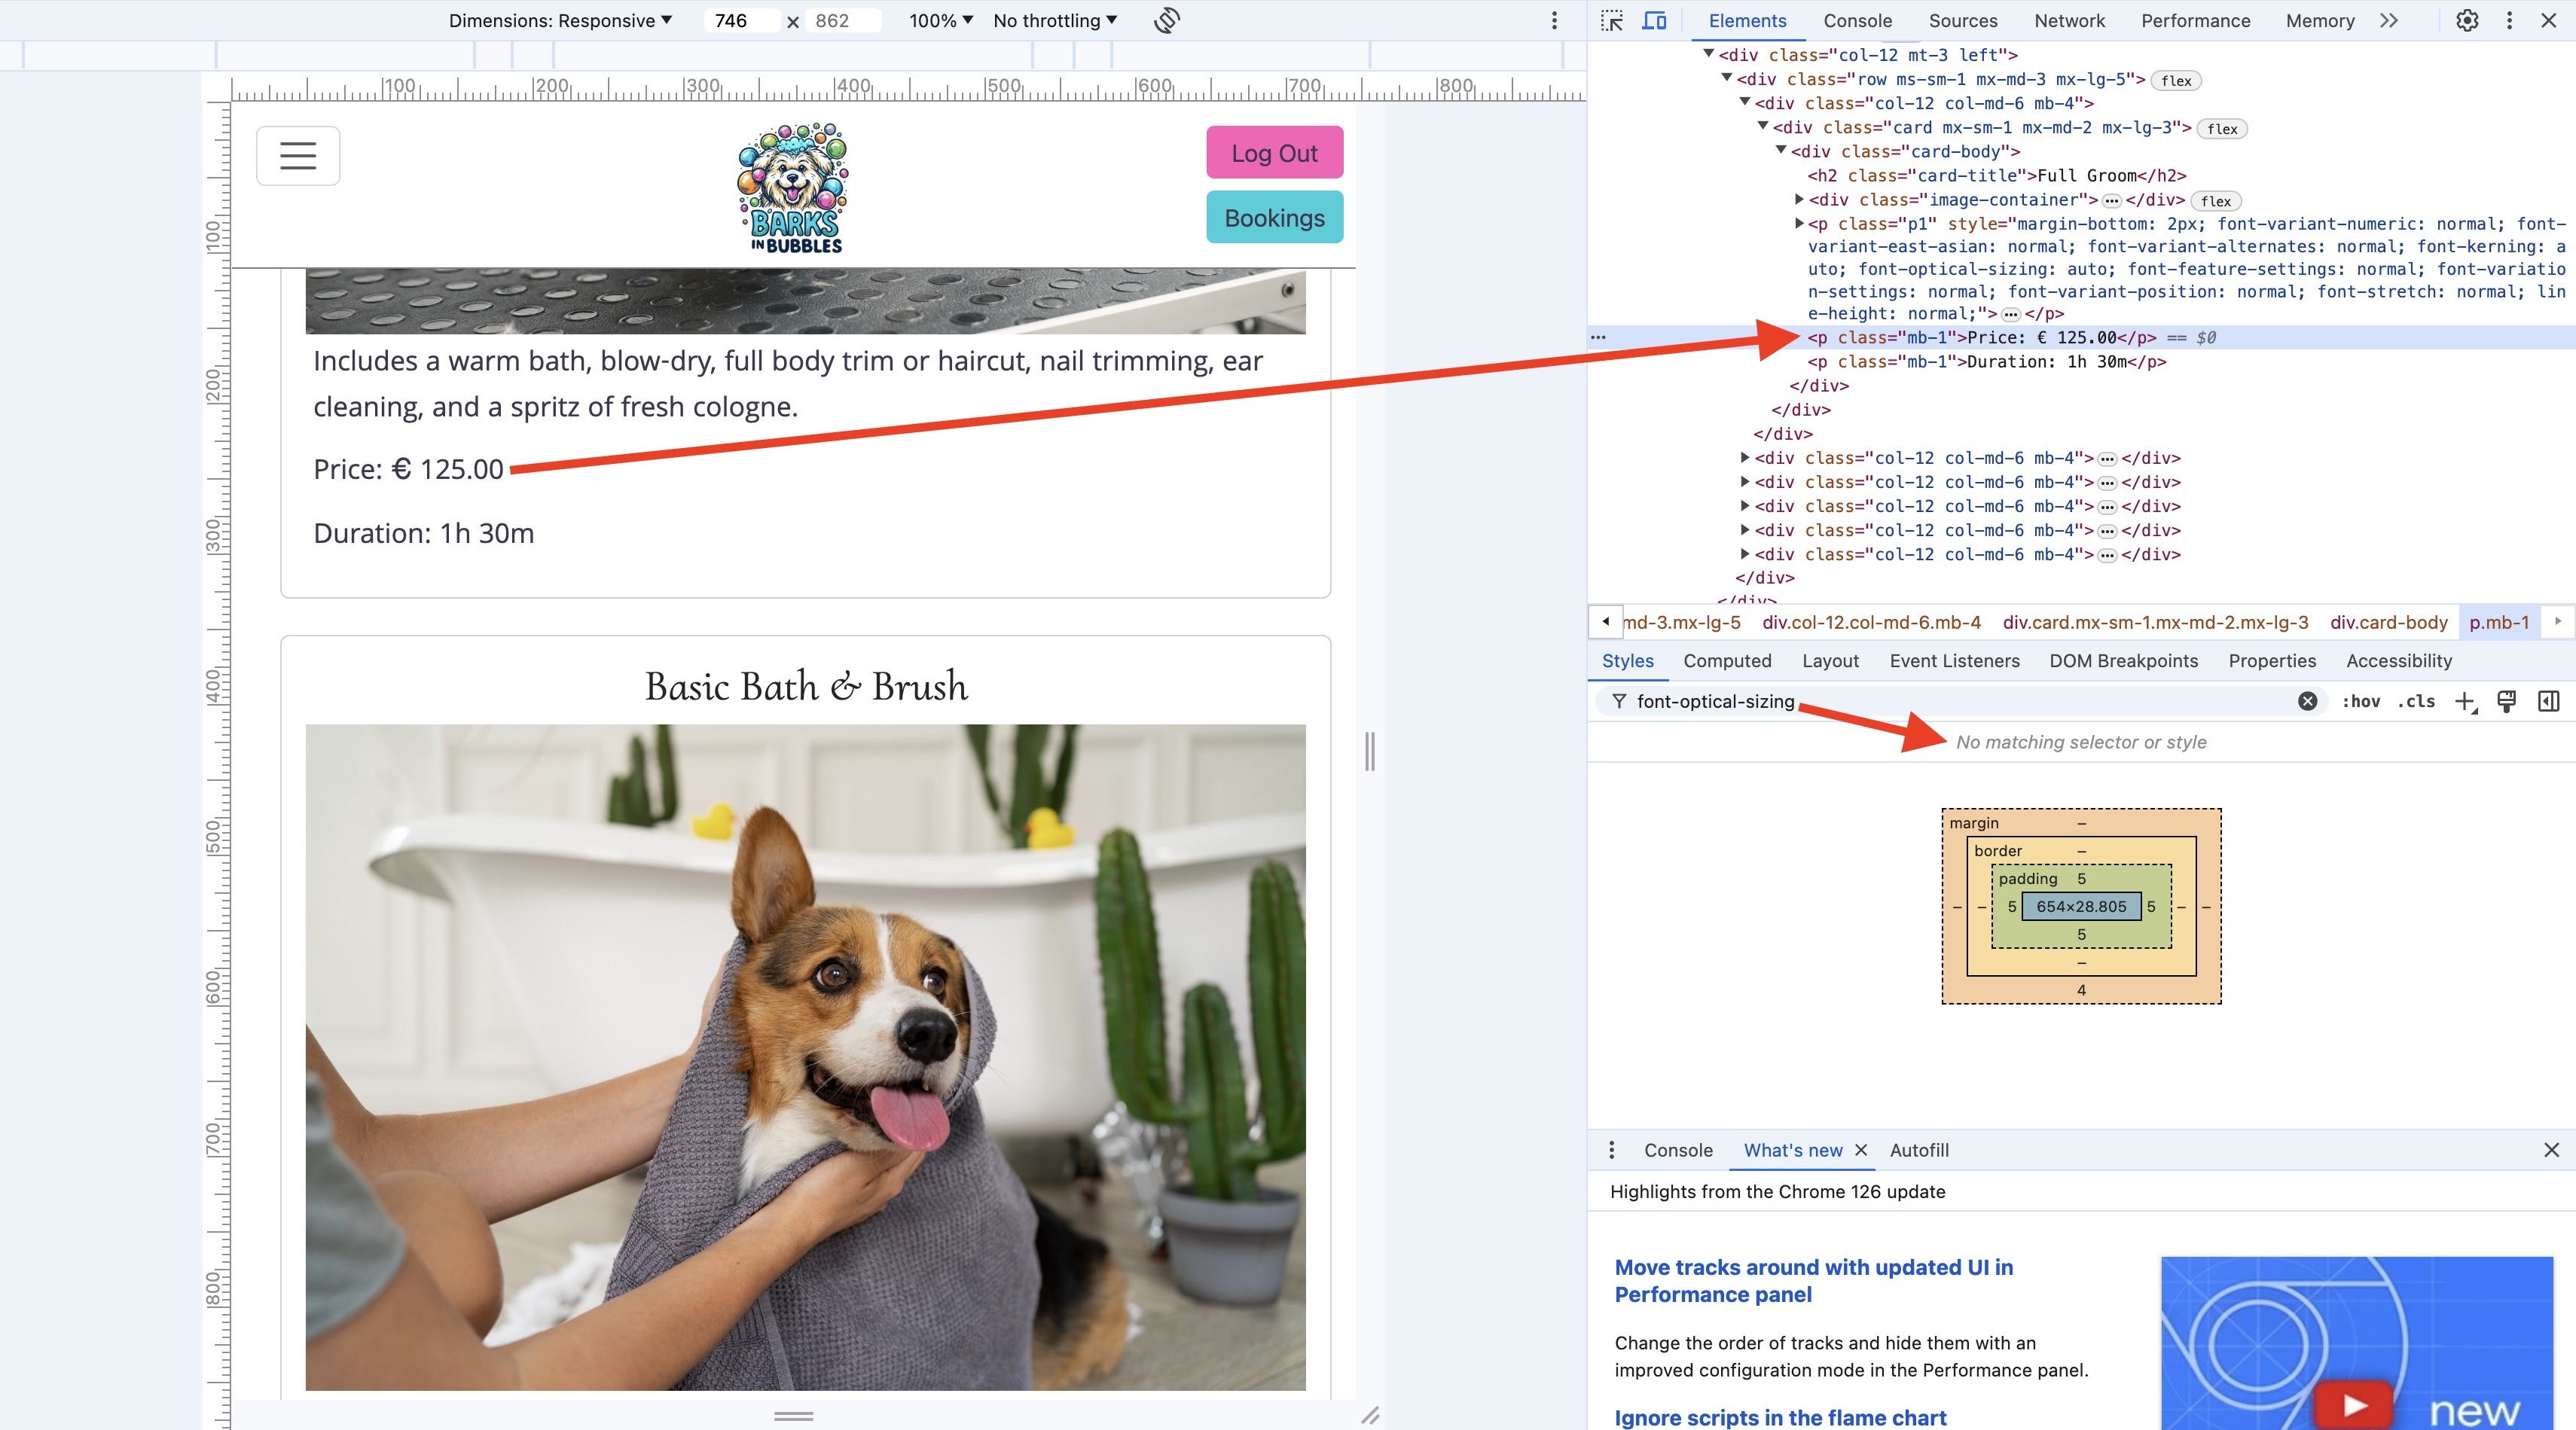 Dimensions: Responsive ▼ 746 × 862 100% ▼ No throttling ▼
100 200 300 400 500 600 700 800
100
200
300
400
500
600
700
800
BARKS
IN BUBBLES
Log Out
Bookings
Includes a warm bath, blow-dry, full body trim or haircut, nail trimming, ear
cleaning, and a spritz of fresh cologne.
Price: € 125.00
Duration: 1h 30m
Basic Bath & Brush
Elements Console Sources Network Performance Memory
▼<div class="col-12 mt-3 left">
▼<div class="row ms-sm-1 mx-md-3 mx-lg-5"> flex
▼<div class="col-12 col-md-6 mb-4">
▼<div class="card mx-sm-1 mx-md-2 mx-lg-3"> flex
▼<div class="card-body">
<h2 class="card-title">Full Groom</h2>
▶<div class="image-container">…</div> flex
▶<p class="p1" style="margin-bottom: 2px; font-variant-numeric: normal; font-
variant-east-asian: normal; font-variant-alternates: normal; font-kerning: a
uto; font-optical-sizing: auto; font-feature-settings: normal; font-variatio
n-settings: normal; font-variant-position: normal; font-stretch: normal; lin
e-height: normal;">…</p>
<p class="mb-1">Price: € 125.00</p> == $0
<p class="mb-1">Duration: 1h 30m</p>
</div>
</div>
</div>
▶<div class="col-12 col-md-6 mb-4">…</div>
▶<div class="col-12 col-md-6 mb-4">…</div>
▶<div class="col-12 col-md-6 mb-4">…</div>
▶<div class="col-12 col-md-6 mb-4">…</div>
▶<div class="col-12 col-md-6 mb-4">…</div>
</div>
</div>
md-3.mx-lg-5 div.col-12.col-md-6.mb-4 div.card.mx-sm-1.mx-md-2.mx-lg-3 div.card-body p.mb-1
Styles Computed Layout Event Listeners DOM Breakpoints Properties Accessibility
font-optical-sizing :hov .cls
No matching selector or style
margin –
border –
padding 5
– – 5 654×28.805 5 – –
5
–
4
Console What's new Autofill
Highlights from the Chrome 126 update
Move tracks around with updated UI in
Performance panel
Change the order of tracks and hide them with an
improved configuration mode in the Performance panel.
Ignore scripts in the flame chart
new